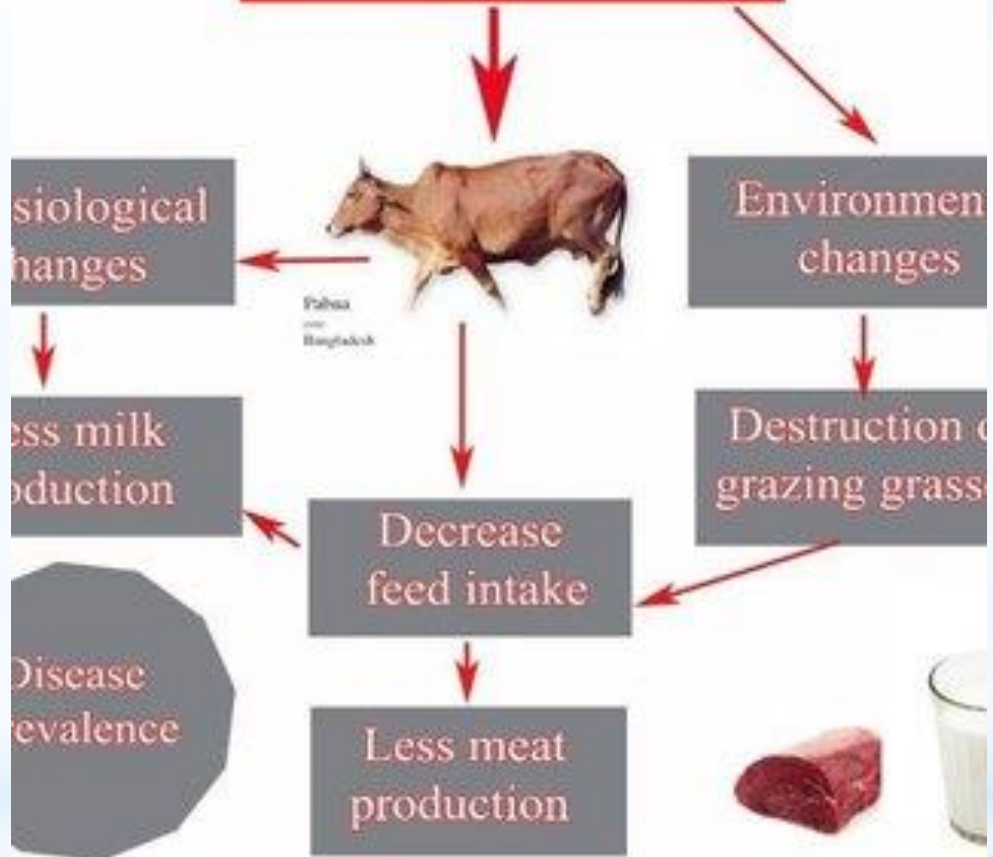 siological
hanges
Environmen
changes
Pabna
Bangladesh
ess milk
oduction
Destruction o
grazing grasse
Decrease
feed intake
Disease
revalence
Less meat
production